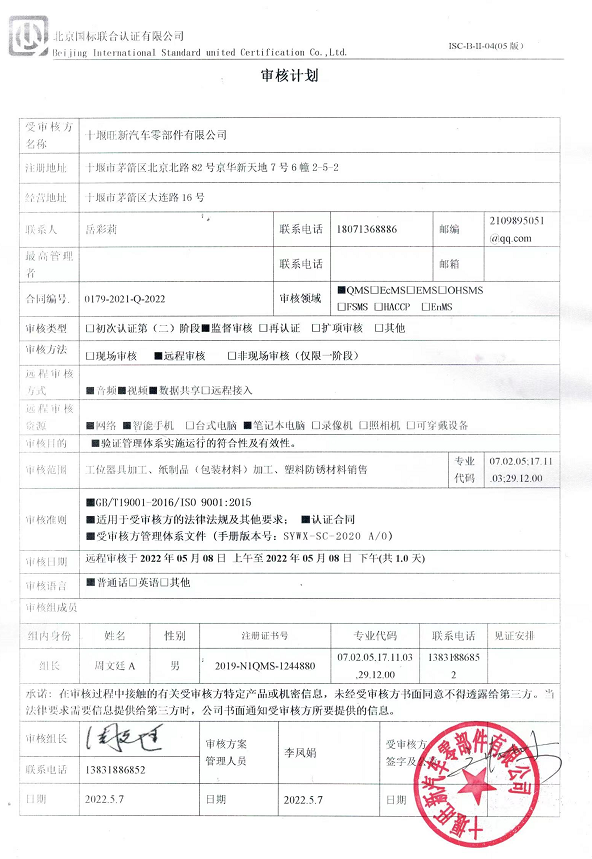 北京国标联合认证有限公司
Beijing International Standard united Certification Co.,Ltd.
ISC-B-II-04(05版)
审核计划
受审核方名称 十堰旺新汽车零部件有限公司
注册地址 十堰市茅箭区北京北路82号京华新天地7号6幢2-5-2
经营地址 十堰市茅箭区大连路16号
联系人 岳彩莉 联系电话 18071368886 邮编 2109895051@qq.com
最高管理者 联系电话 邮箱
合同编号 0179-2021-Q-2022 审核领域 ■QMS□EcMS□EMS□OHSMS
□FSMS □HACCP □EnMS
审核类型 □初次认证第（二）阶段■监督审核 □再认证 □扩项审核 □其他
审核方法 □现场审核 ■远程审核 □非现场审核（仅限一阶段）
远程审核方式 ■音频■视频■数据共享□远程接入
远程审核资源 ■网络 ■智能手机 □台式电脑 ■笔记本电脑 □录像机 □照相机 □可穿戴设备
审核目的 ■验证管理体系实施运行的符合性及有效性。
审核范围 工位器具加工、纸制品（包装材料）加工、塑料防锈材料销售 专业代码 07.02.05;17.11.03;29.12.00
审核准则 ■GB/T19001-2016/ISO 9001:2015
■适用于受审核方的法律法规及其他要求； ■认证合同
■受审核方管理体系文件（手册版本号：SYWX-SC-2020 A/0）
审核日期 远程审核于2022年05月08日 上午至2022年05月08日 下午(共1.0天)
审核语言 ■普通话□英语□其他
审核组成员
组内身份 姓名 性别 注册证书号 专业代码 联系电话 见证安排
组长 周文廷A 男 2019-N1QMS-1244880 07.02.05,17.11.03,29.12.00 13831886852
承诺：在审核过程中接触的有关受审核方特定产品或机密信息，未经受审核方书面同意不得透露给第三方。当
法律要求需要信息提供给第三方时，公司书面通知受审核方所要提供的信息。
审核组长 周文廷 审核方案管理人员 李凤娟 受审核方签字及
联系电话 13831886852
日期 2022.5.7 日期 2022.5.7 日期
十堰旺新汽车零部件有限公司